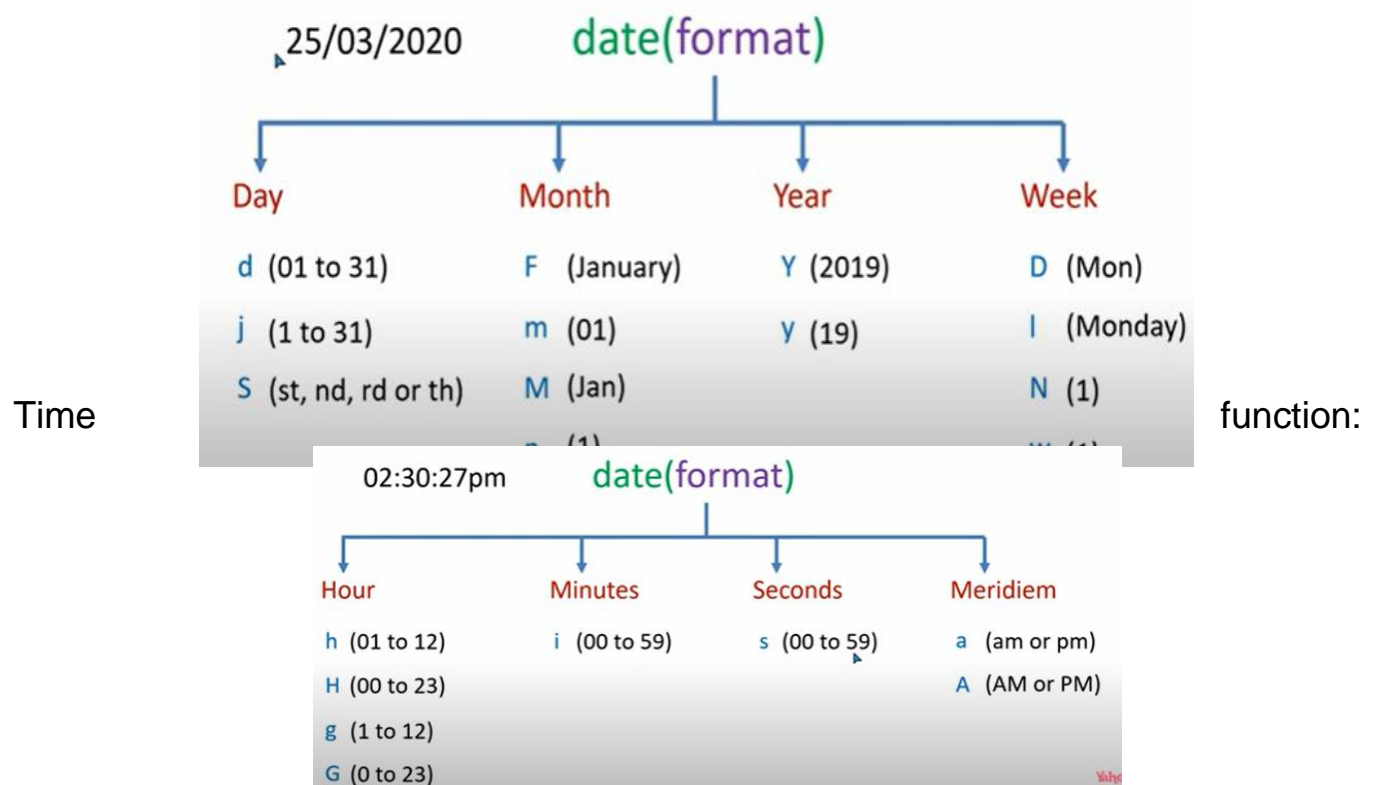 25/03/2020 date(format)
Day Month Year Week
d (01 to 31) F (January) Y (2019) D (Mon)
j (1 to 31) m (01) y (19) l (Monday)
S (st, nd, rd or th) M (Jan) N (1)
Time function:
02:30:27pm date(format)
Hour Minutes Seconds Meridiem
h (01 to 12) i (00 to 59) s (00 to 59) a (am or pm)
H (00 to 23) A (AM or PM)
g (1 to 12)
G (0 to 23)